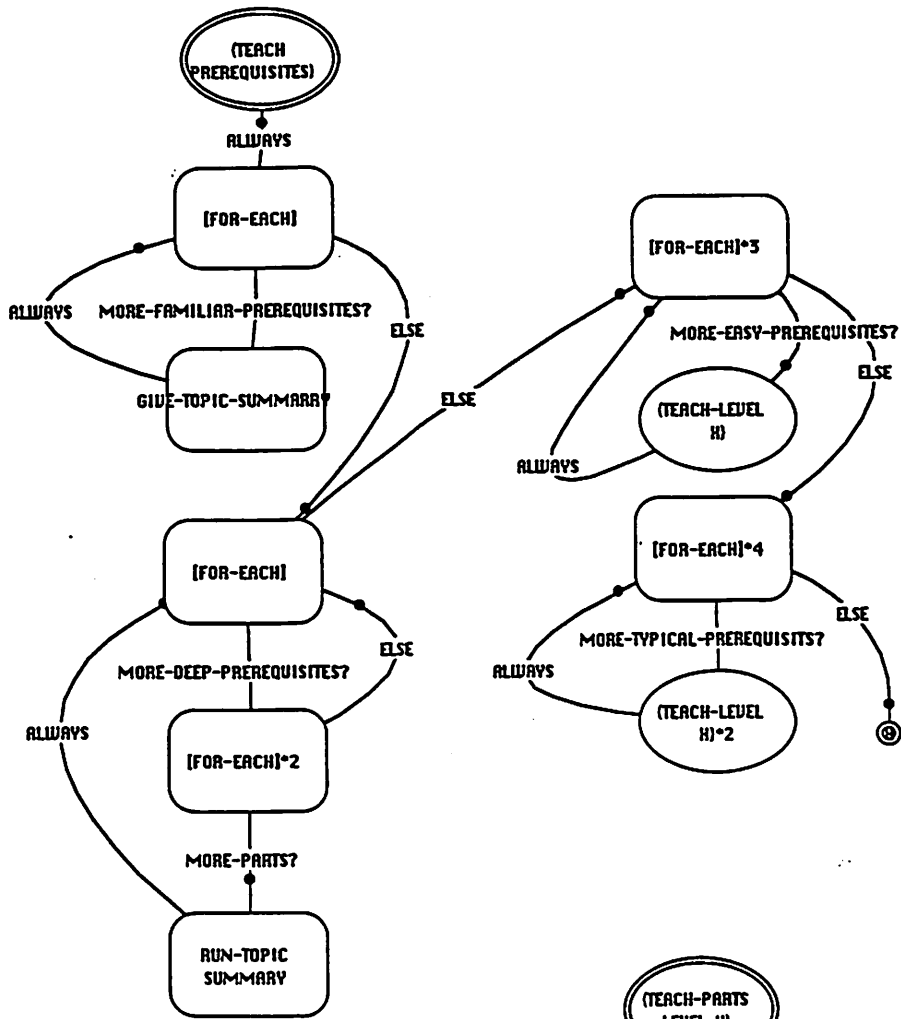 (TEACH
PREREQUISITES)
ALWAYS
[FOR-EACH]
ALWAYS
MORE-FAMILIAR-PREREQUISITES?
ELSE
GIVE-TOPIC-SUMMARRY
ELSE
[FOR-EACH]
MORE-DEEP-PREREQUISITES?
ELSE
ALWAYS
[FOR-EACH]*2
MORE-PARTS?
RUN-TOPIC
SUMMARY
[FOR-EACH]*3
MORE-EASY-PREREQUISITES?
ELSE
(TEACH-LEVEL
X)
ALWAYS
[FOR-EACH]*4
ELSE
MORE-TYPICAL-PREREQUISITS?
ALWAYS
(TEACH-LEVEL
X)*2
(TEACH-PARTS
LEVEL X)